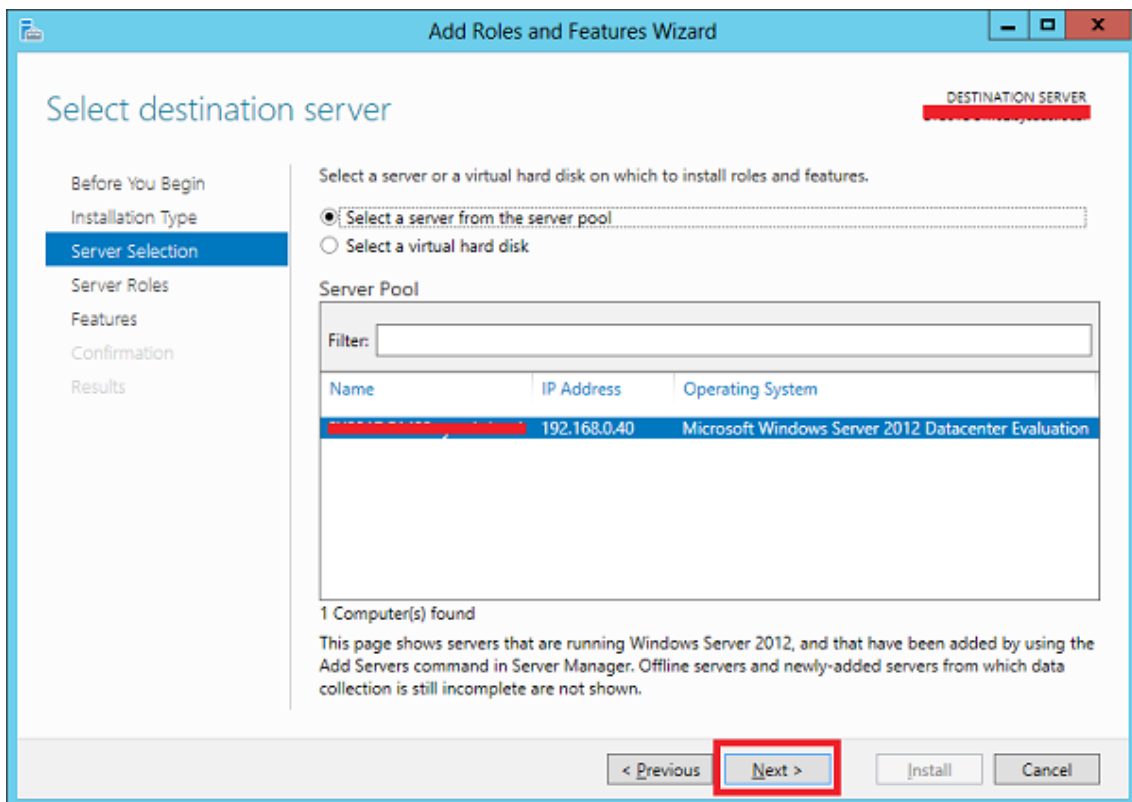 Add Roles and Features Wizard
Select destination server
DESTINATION SERVER
Before You Begin
Installation Type
Server Selection
Server Roles
Features
Confirmation
Results
Select a server or a virtual hard disk on which to install roles and features.
Select a server from the server pool
Select a virtual hard disk
Server Pool
Filter:
Name IP Address Operating System
192.168.0.40 Microsoft Windows Server 2012 Datacenter Evaluation
1 Computer(s) found
This page shows servers that are running Windows Server 2012, and that have been added by using the
Add Servers command in Server Manager. Offline servers and newly-added servers from which data
collection is still incomplete are not shown.
< Previous Next > Install Cancel